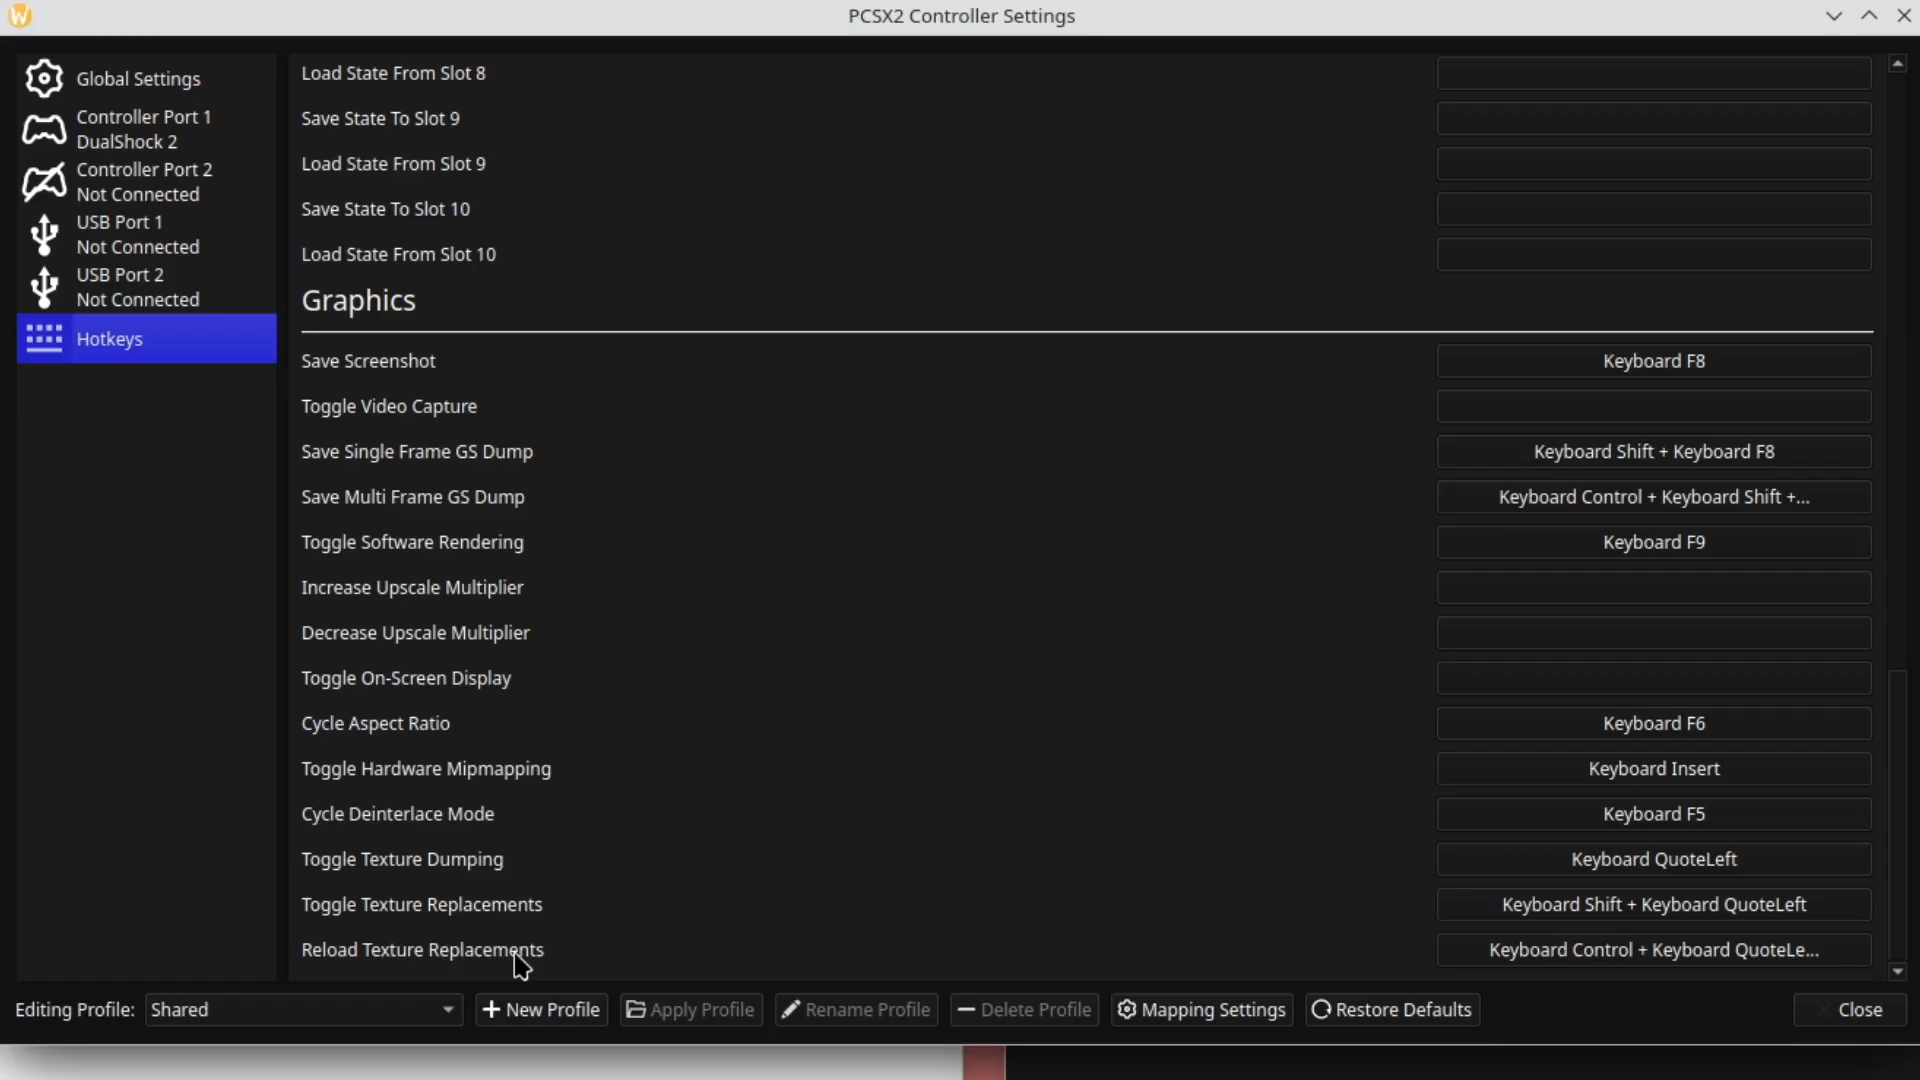 W
PCSX2 Controller Settings
Global Settings
Controller Port 1
DualShock 2
Controller Port 2
Not Connected
USB Port 1
Not Connected
USB Port 2
Not Connected
Hotkeys
Load State From Slot 8
Save State To Slot 9
Load State From Slot 9
Save State To Slot 10
Load State From Slot 10
Graphics
Save Screenshot Keyboard F8
Toggle Video Capture
Save Single Frame GS Dump Keyboard Shift + Keyboard F8
Save Multi Frame GS Dump Keyboard Control + Keyboard Shift +...
Toggle Software Rendering Keyboard F9
Increase Upscale Multiplier
Decrease Upscale Multiplier
Toggle On-Screen Display
Cycle Aspect Ratio Keyboard F6
Toggle Hardware Mipmapping Keyboard Insert
Cycle Deinterlace Mode Keyboard F5
Toggle Texture Dumping Keyboard QuoteLeft
Toggle Texture Replacements Keyboard Shift + Keyboard QuoteLeft
Reload Texture Replacements Keyboard Control + Keyboard QuoteLe...
Editing Profile: Shared New Profile Apply Profile Rename Profile Delete Profile Mapping Settings Restore Defaults Close